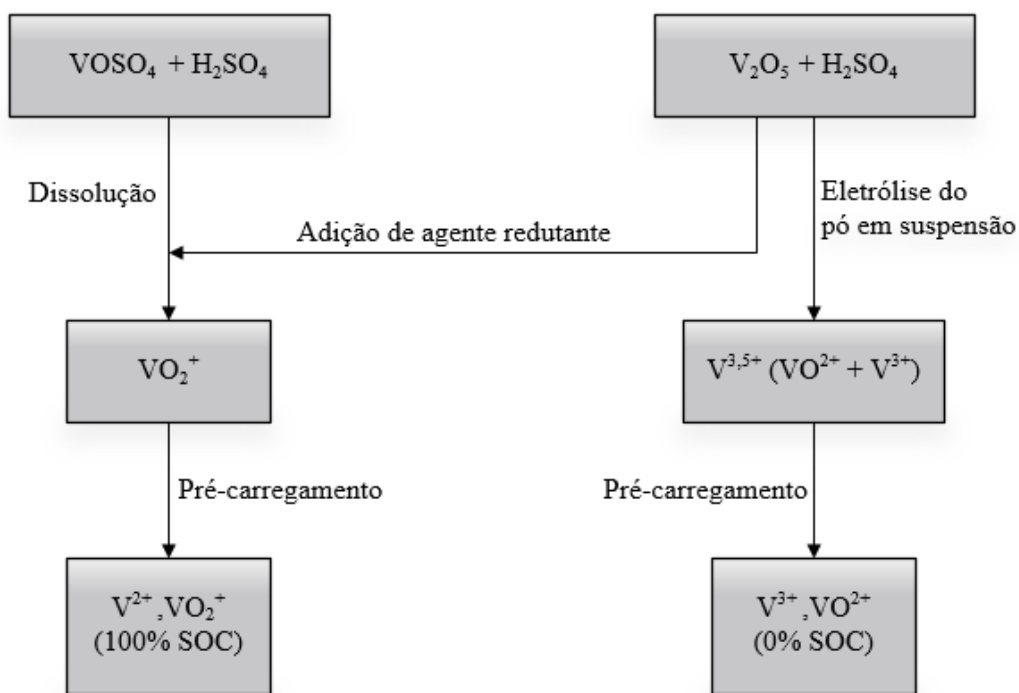 VOSO₄ + H₂SO₄
V₂O₅ + H₂SO₄
Dissolução
Eletrólise do
pó em suspensão
Adição de agente redutante
VO₂⁺
V³,⁵⁺ (VO²⁺ + V³⁺)
Pré-carregamento
Pré-carregamento
V²⁺,VO₂⁺
(100% SOC)
V³⁺,VO²⁺
(0% SOC)